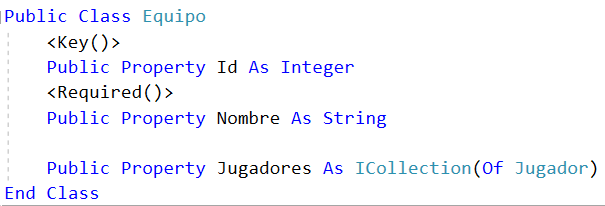 Public Class Equipo
<Key()>
Public Property Id As Integer
<Required()>
Public Property Nombre As String
Public Property Jugadores As ICollection(Of Jugador)
End Class